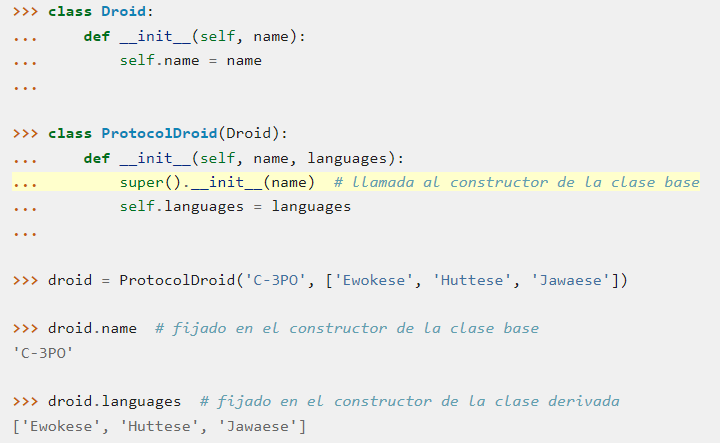 >>> class Droid:
...     def __init__(self, name):
...         self.name = name
...
>>> class ProtocolDroid(Droid):
...     def __init__(self, name, languages):
...         super().__init__(name)  # llamada al constructor de la clase base
...         self.languages = languages
...
>>> droid = ProtocolDroid('C-3PO', ['Ewokese', 'Huttese', 'Jawaese'])
>>> droid.name  # fijado en el constructor de la clase base
'C-3PO'
>>> droid.languages  # fijado en el constructor de la clase derivada
['Ewokese', 'Huttese', 'Jawaese']